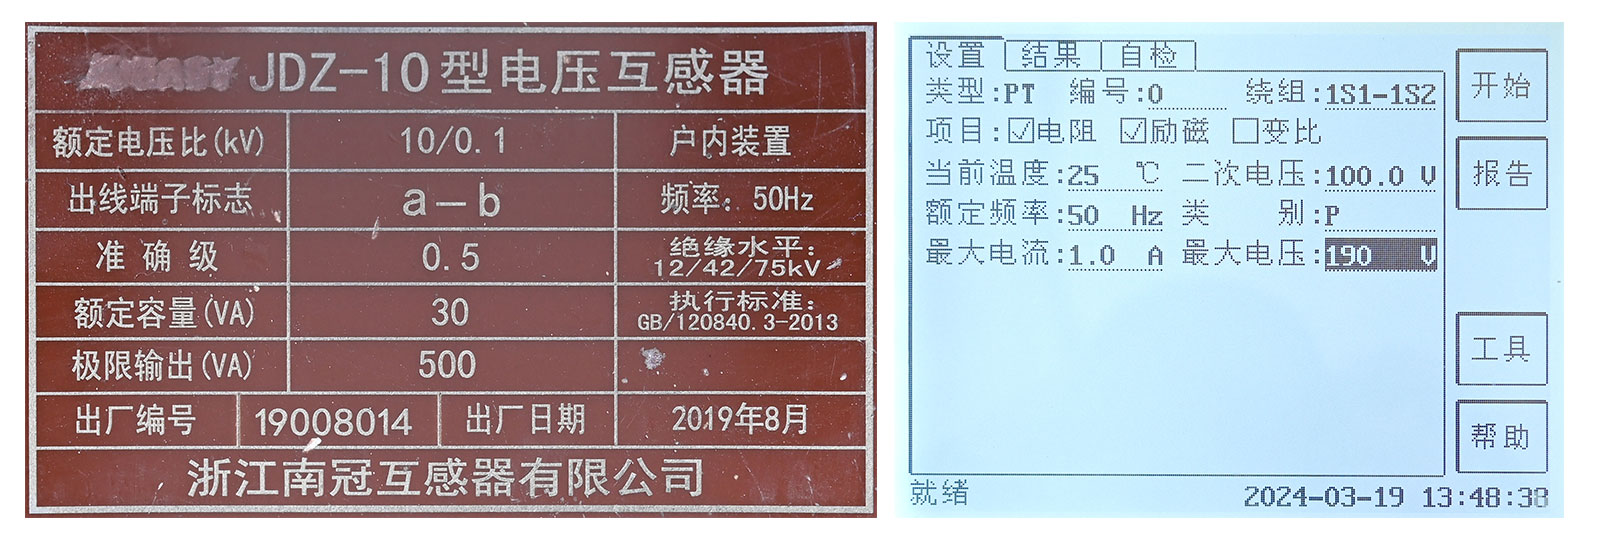 JDZ-10型电压互感器
额定电压比(kV) 10/0.1 户内装置
出线端子标志 a-b 频率：50Hz
准确级 0.5 绝缘水平：
12/42/75kV
额定容量(VA) 30 执行标准：
GB/120840.3-2013
极限输出(VA) 500
出厂编号 19008014 出厂日期 2019年8月
浙江南冠互感器有限公司
设置 结果 自检
类型:PT 编号:0 绕组:1S1-1S2
项目:☑电阻 ☑励磁 □变比
当前温度:25 ℃ 二次电压:100.0 V
额定频率:50 Hz 类 别:P
最大电流:1.0 A 最大电压:190 V
开始
报告
工具
帮助
就绪 2024-03-19 13:48:38